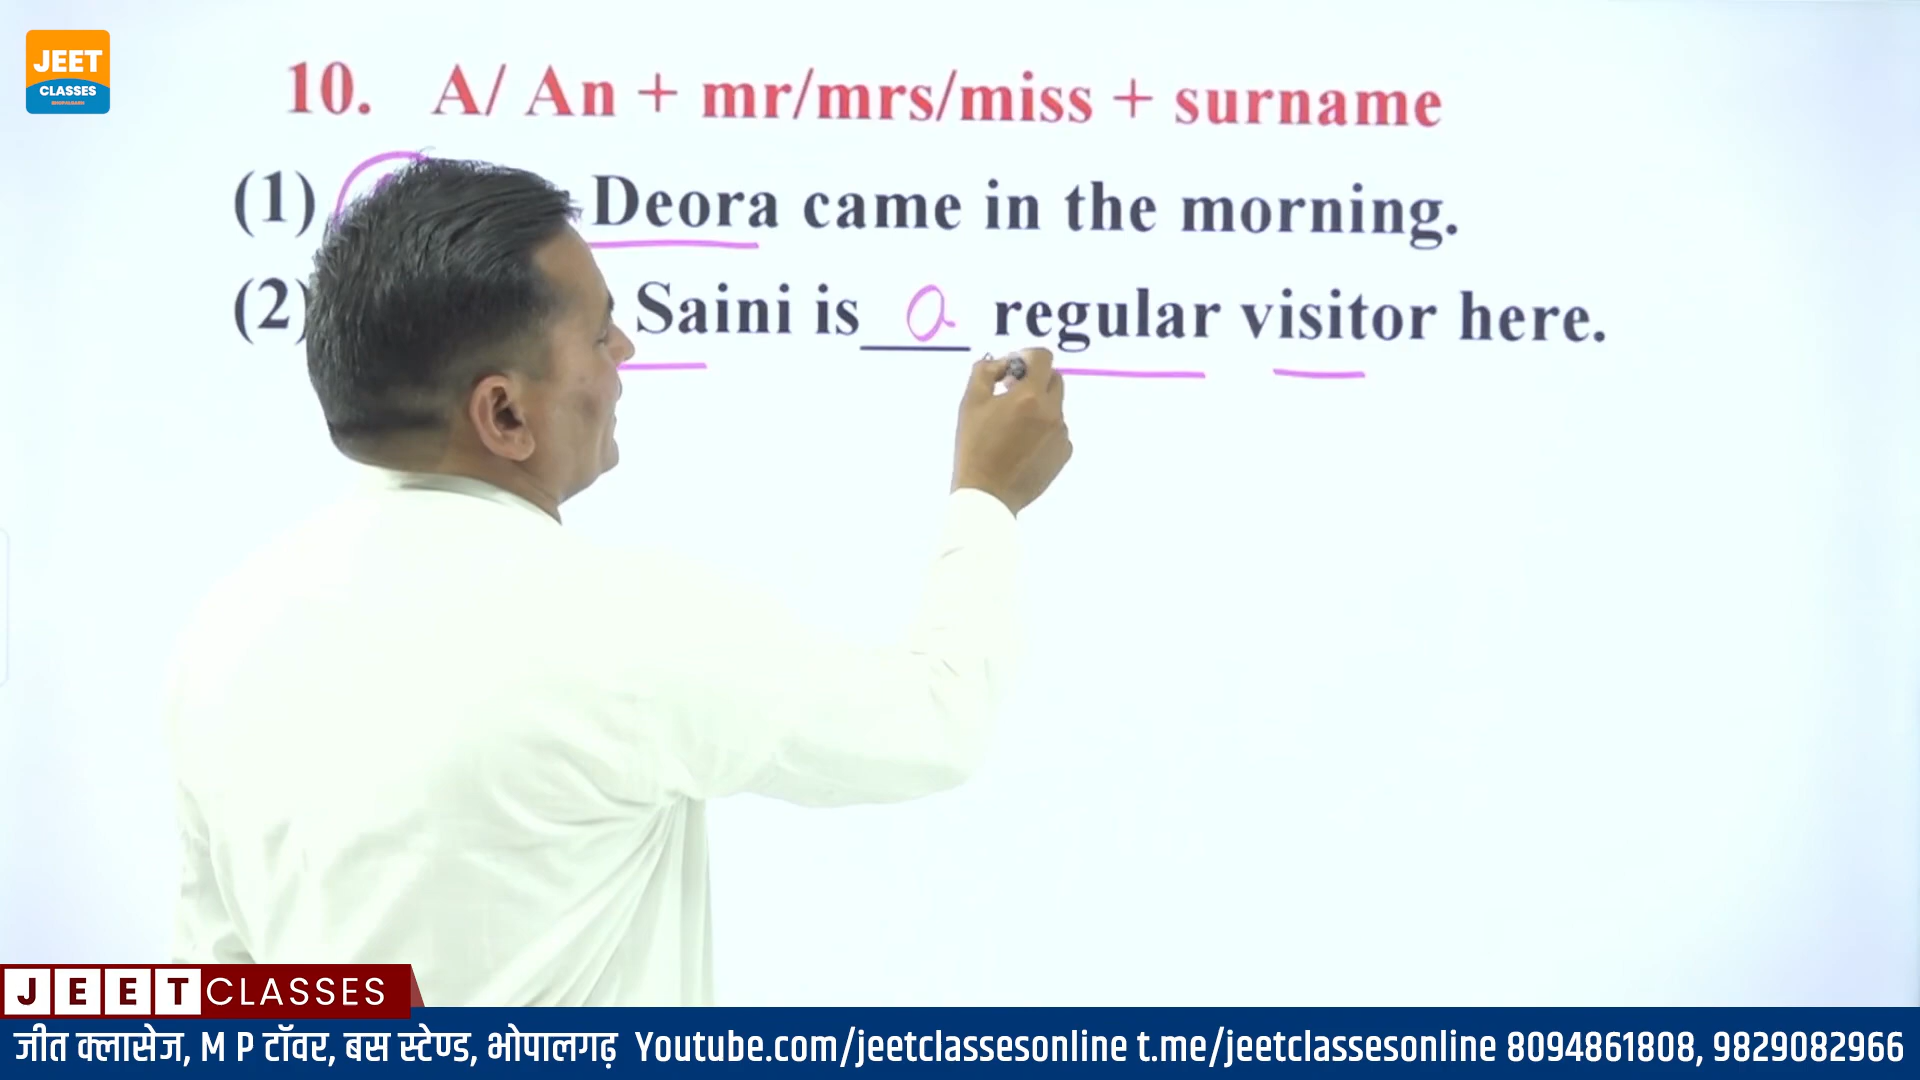 JEET
CLASSES
10. A/ An + mr/mrs/miss + surname
(1) Deora came in the morning.
(2) Saini is a regular visitor here.
JEET CLASSES
जीत क्लासेज, M P टॉवर, बस स्टेण्ड, भोपालगढ़ Youtube.com/jeetclassesonline t.me/jeetclassesonline 8094861808, 9829082966